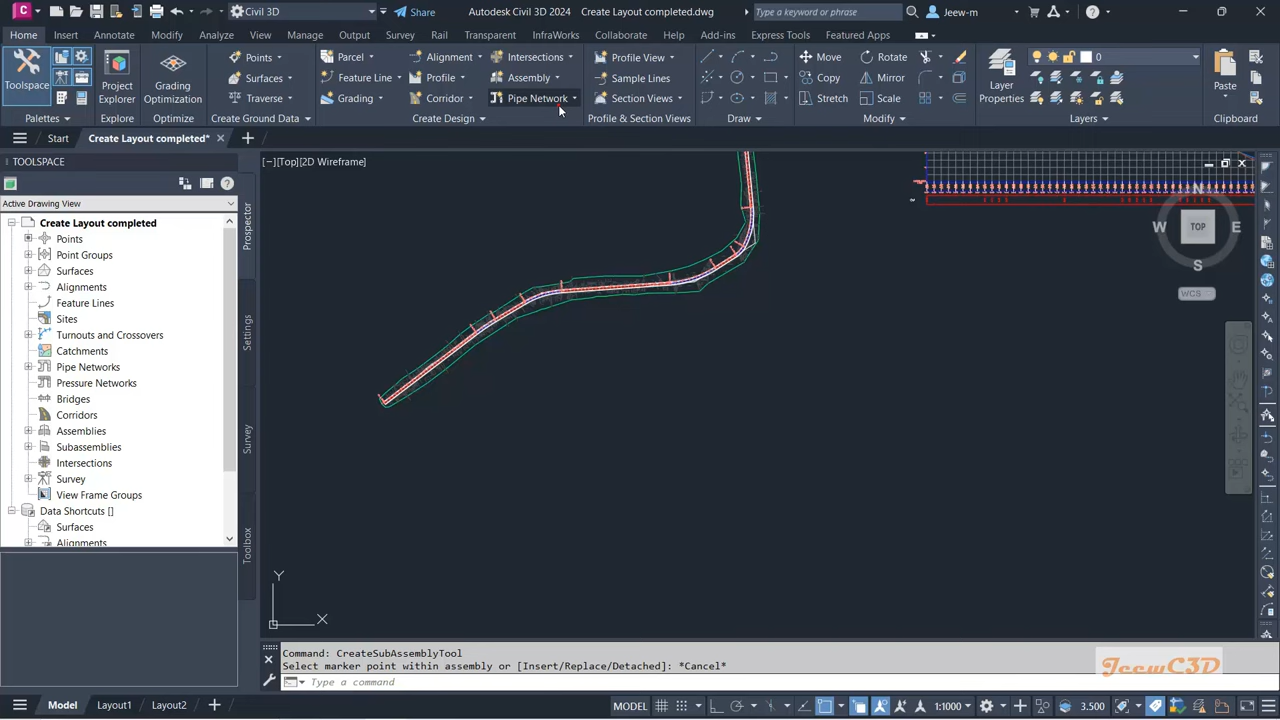 Civil 3D
Share
Autodesk Civil 3D 2024
Create Layout completed.dwg
Type a keyword or phrase
Jeew-m
Home Insert Annotate Modify Analyze View Manage Output Survey Rail Transparent InfraWorks Collaborate Help Add-ins Express Tools Featured Apps
Toolspace
Project Explorer
Grading Optimization
Points
Surfaces
Traverse
Parcel
Feature Line
Grading
Alignment
Profile
Corridor
Intersections
Assembly
Pipe Network
Profile View
Sample Lines
Section Views
Move
Copy
Stretch
Rotate
Mirror
Scale
Layer Properties
0
Paste
Palettes
Explore
Optimize
Create Ground Data
Create Design
Profile & Section Views
Draw
Modify
Layers
Clipboard
Start
Create Layout completed*
TOOLSPACE
[−][Top][2D Wireframe]
Active Drawing View
Create Layout completed
Points
Point Groups
Surfaces
Alignments
Feature Lines
Sites
Turnouts and Crossovers
Catchments
Pipe Networks
Pressure Networks
Bridges
Corridors
Assemblies
Subassemblies
Intersections
Survey
View Frame Groups
Data Shortcuts []
Surfaces
Alignments
Prospector
Settings
Survey
Toolbox
N
W TOP E
S
WCS
Y
X
Command: CreateSubAssemblyTool
Select marker point within assembly or [Insert/Replace/Detached]: *Cancel*
Type a command
JeewC3D
Model Layout1 Layout2
MODEL
1:1000
3.500